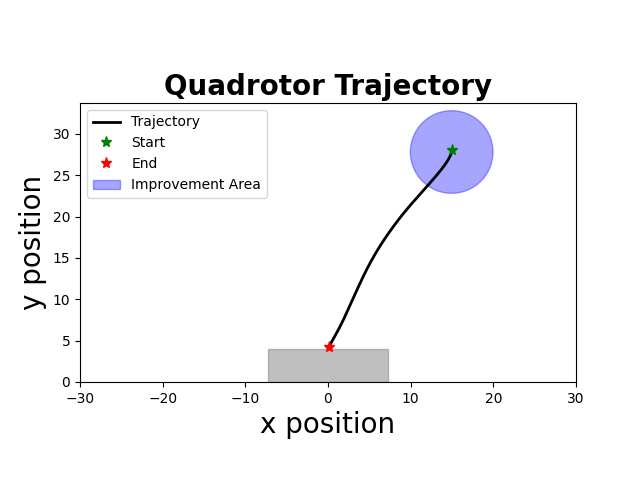 Quadrotor Trajectory
Trajectory
Start
End
Improvement Area
y position
30
25
20
15
10
5
0
−30
−20
−10
0
10
20
30
x position